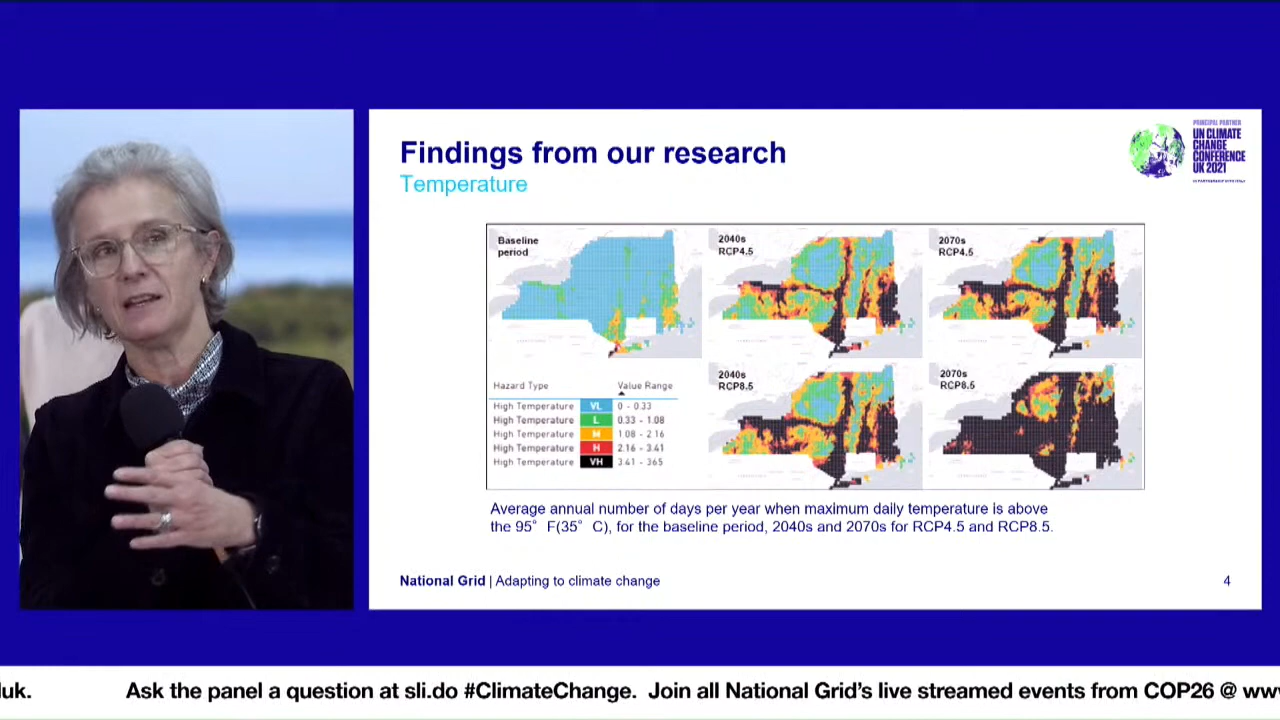 Findings from our research
Temperature
PRINCIPAL PARTNER
UN CLIMATE
CHANGE
CONFERENCE
UK 2021
IN PARTNERSHIP WITH ITALY
Baseline
period
2040s
RCP4.5
2070s
RCP4.5
2040s
RCP8.5
2070s
RCP8.5
Hazard Type Value Range
High Temperature VL 0 - 0.33
High Temperature L 0.33 - 1.08
High Temperature M 1.08 - 2.16
High Temperature H 2.16 - 3.41
High Temperature VH 3.41 - 365
Average annual number of days per year when maximum daily temperature is above
the 95° F(35° C), for the baseline period, 2040s and 2070s for RCP4.5 and RCP8.5.
National Grid | Adapting to climate change 4
luk. Ask the panel a question at sli.do #ClimateChange. Join all National Grid's live streamed events from COP26 @ www